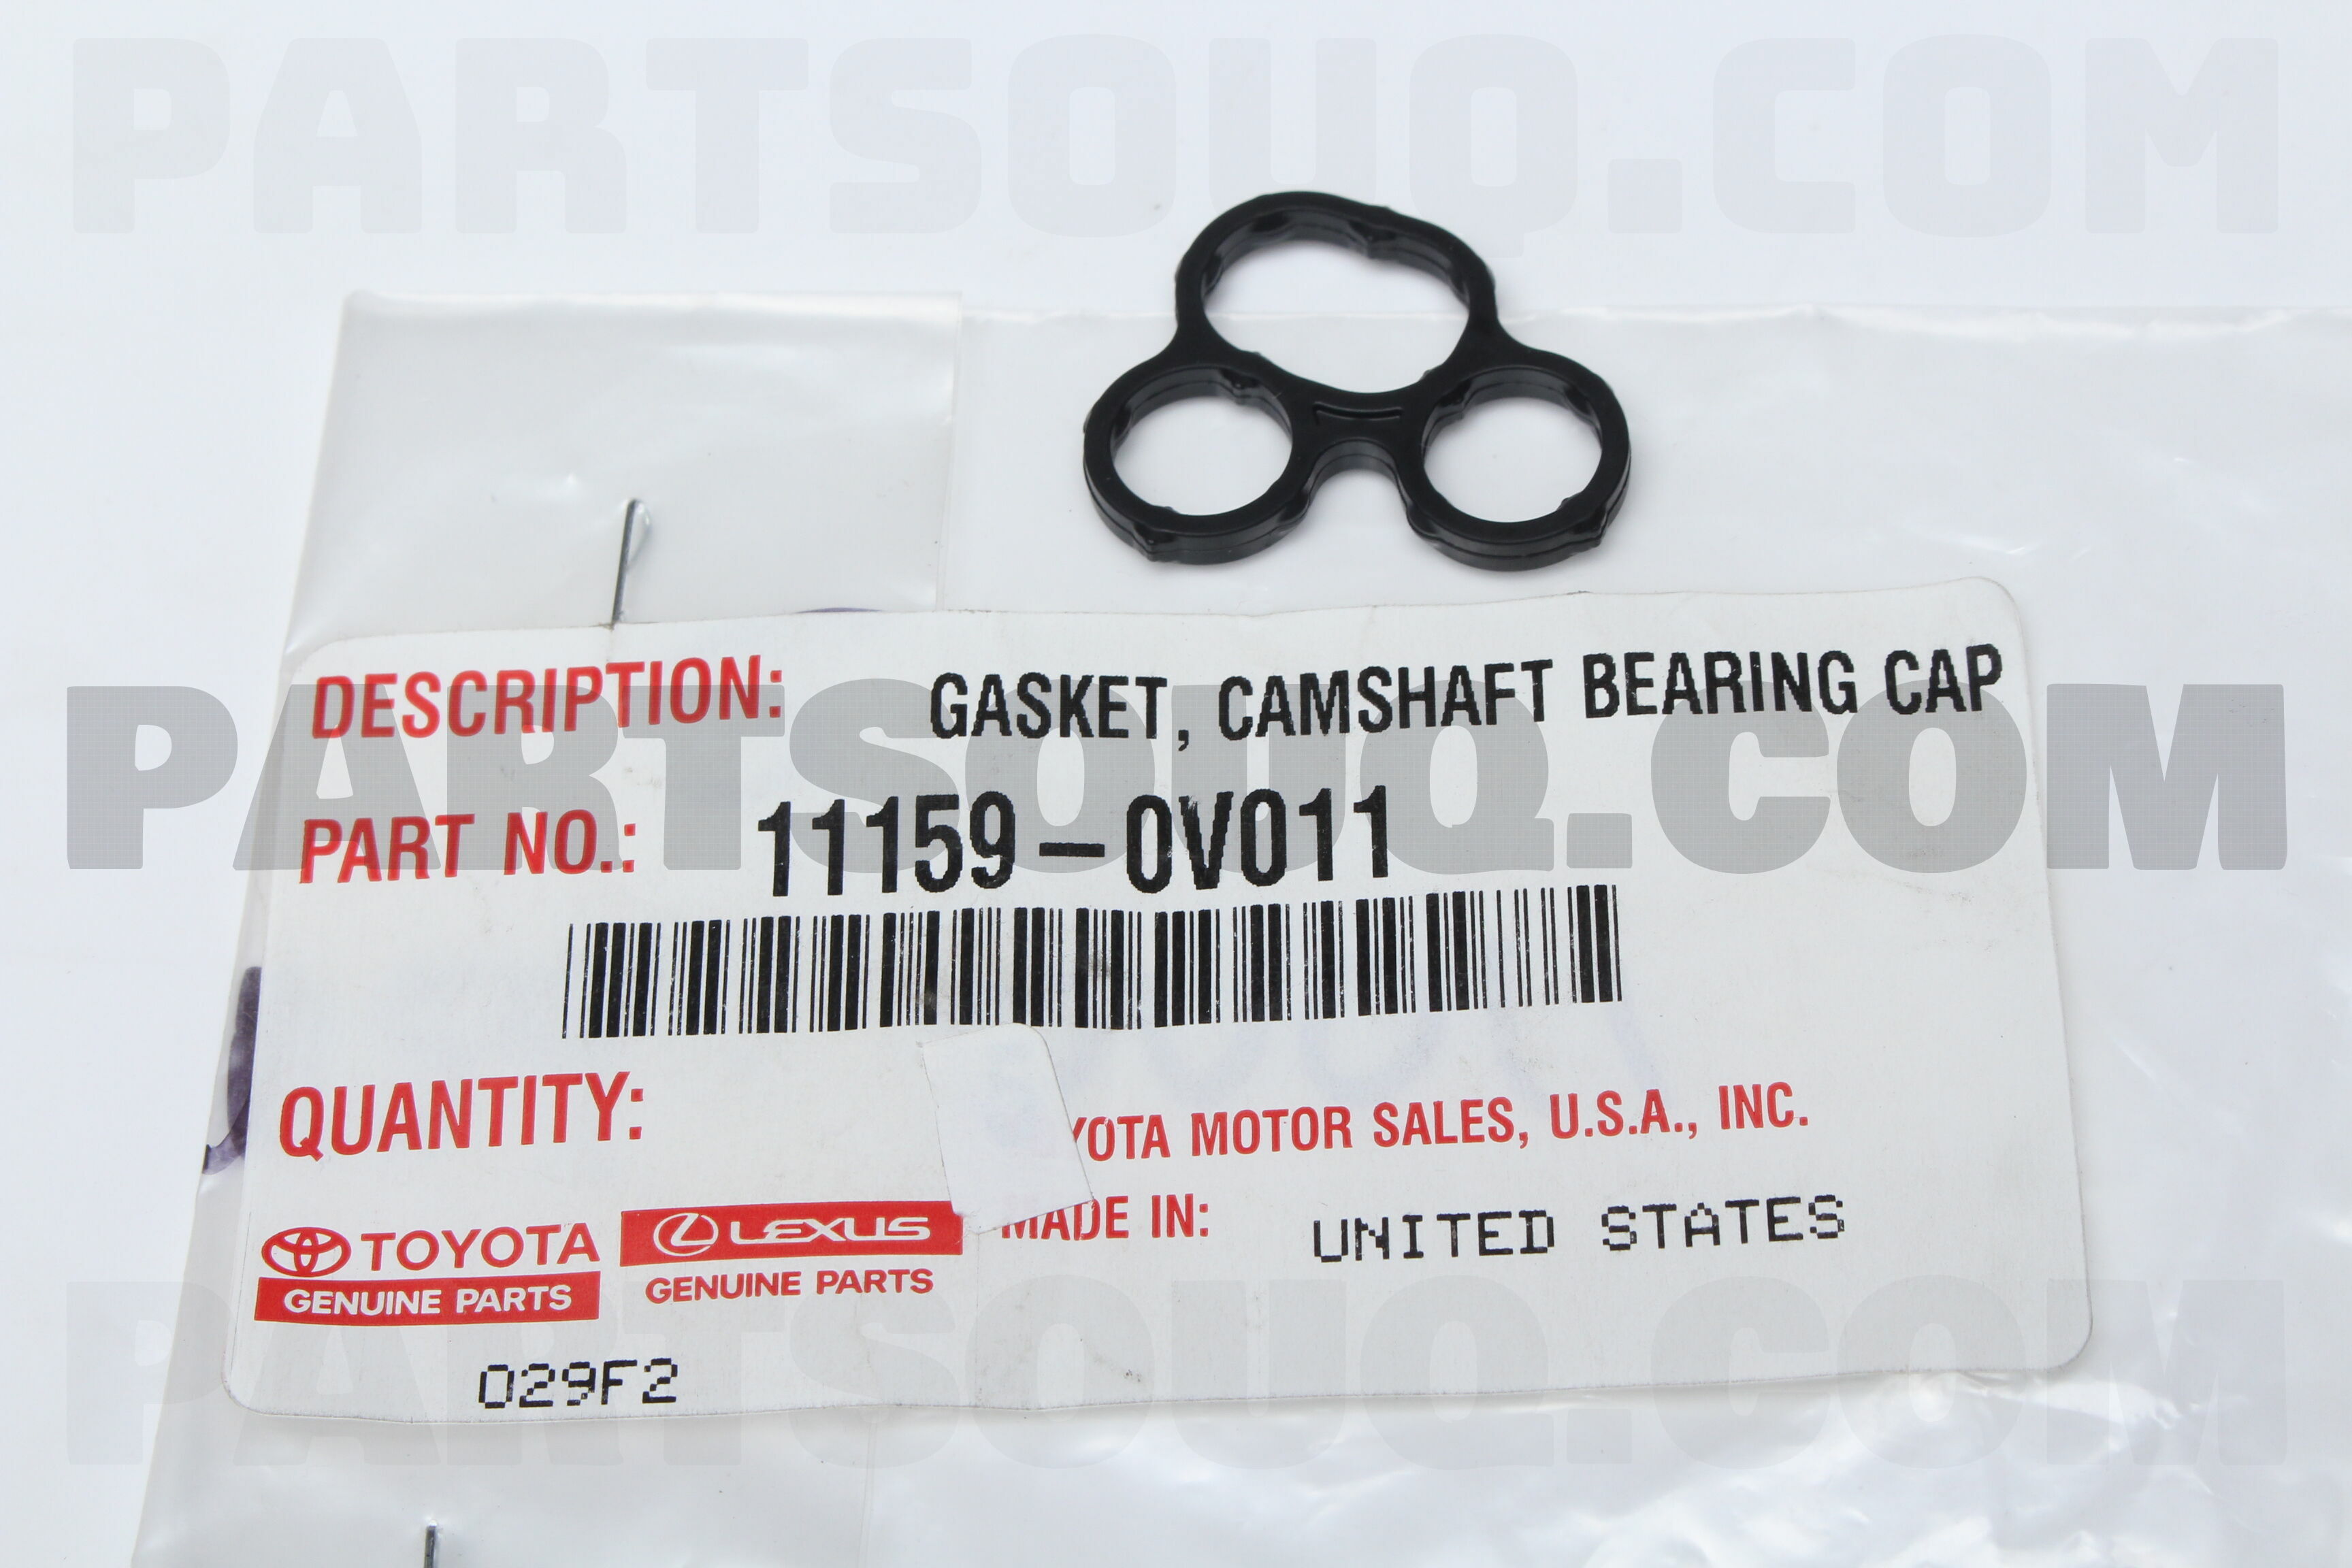 PARTSOUQ.COM
DESCRIPTION: GASKET, CAMSHAFT BEARING CAP
PARTSOUQ.COM
PART NO.: 11159-0V011
QUANTITY:
YOTA MOTOR SALES, U.S.A., INC.
MADE IN: UNITED STATES
TOYOTA
GENUINE PARTS
LEXUS
GENUINE PARTS
PARTSOUQ.COM
029F2